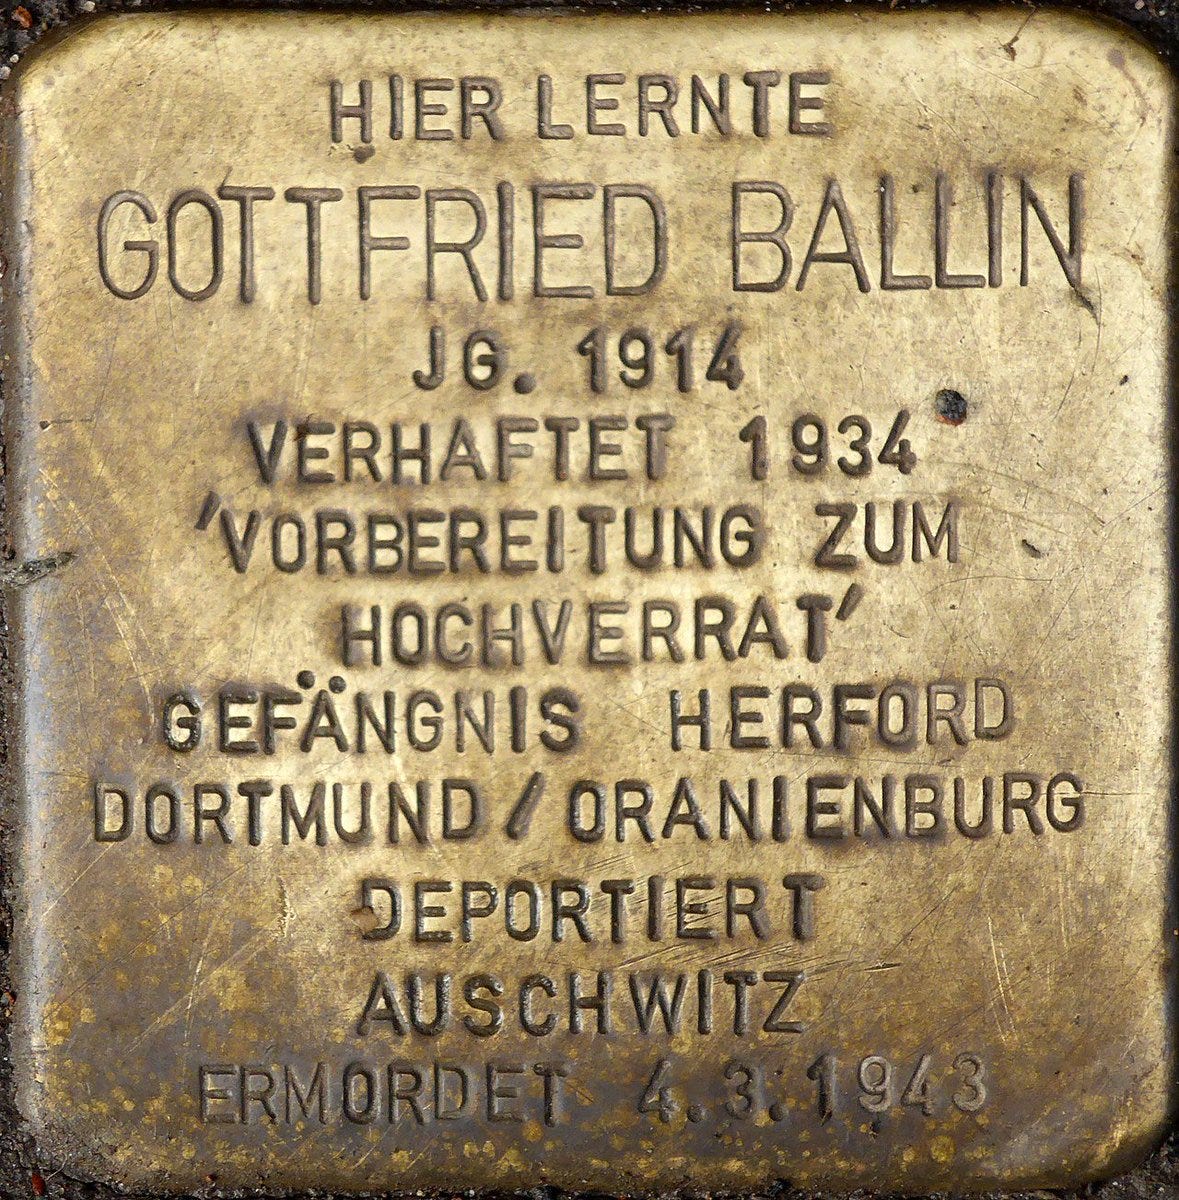 HIER LERNTE
GOTTFRIED BALLIN
JG. 1914
VERHAFTET 1934
'VORBEREITUNG ZUM
HOCHVERRAT'
GEFÄNGNIS HERFORD
DORTMUND/ORANIENBURG
DEPORTIERT
AUSCHWITZ
ERMORDET 4.3.1943